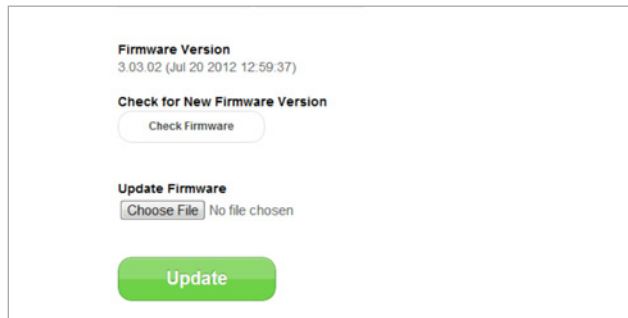 Firmware Version
3.03.02 (Jul 20 2012 12:59:37)
Check for New Firmware Version
Check Firmware
Update Firmware
Choose File No file chosen
Update